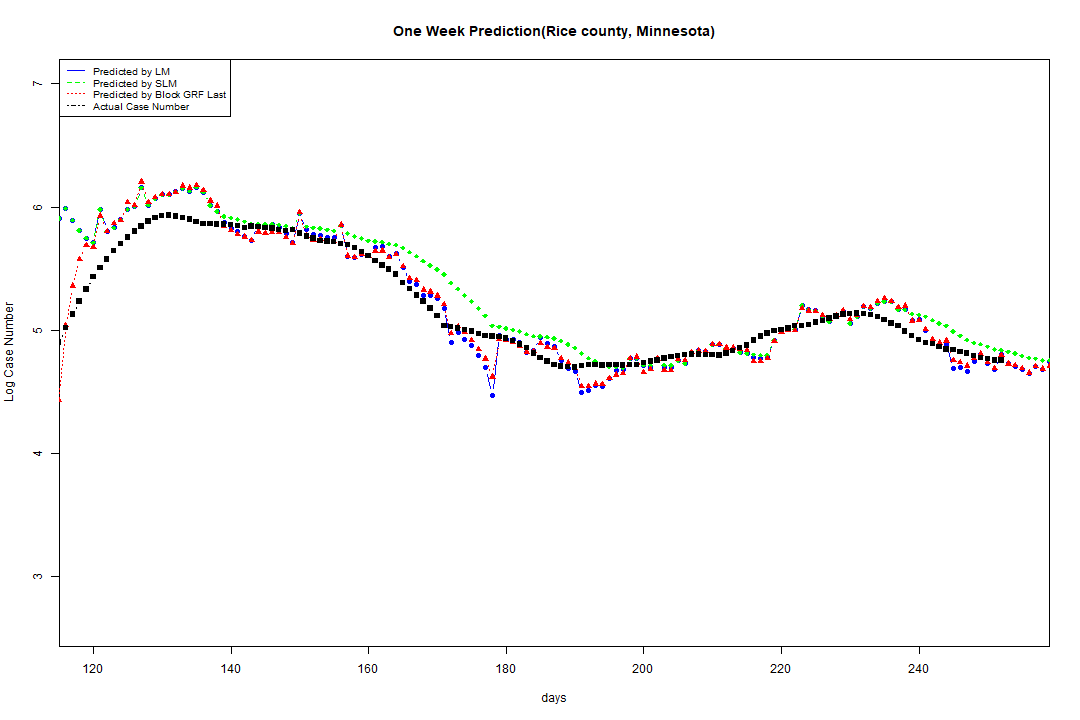 One Week Prediction(Rice county, Minnesota)
Predicted by LM
Predicted by SLM
Predicted by Block GRF Last
Actual Case Number
7
6
5
4
3
Log Case Number
120 140 160 180 200 220 240
days